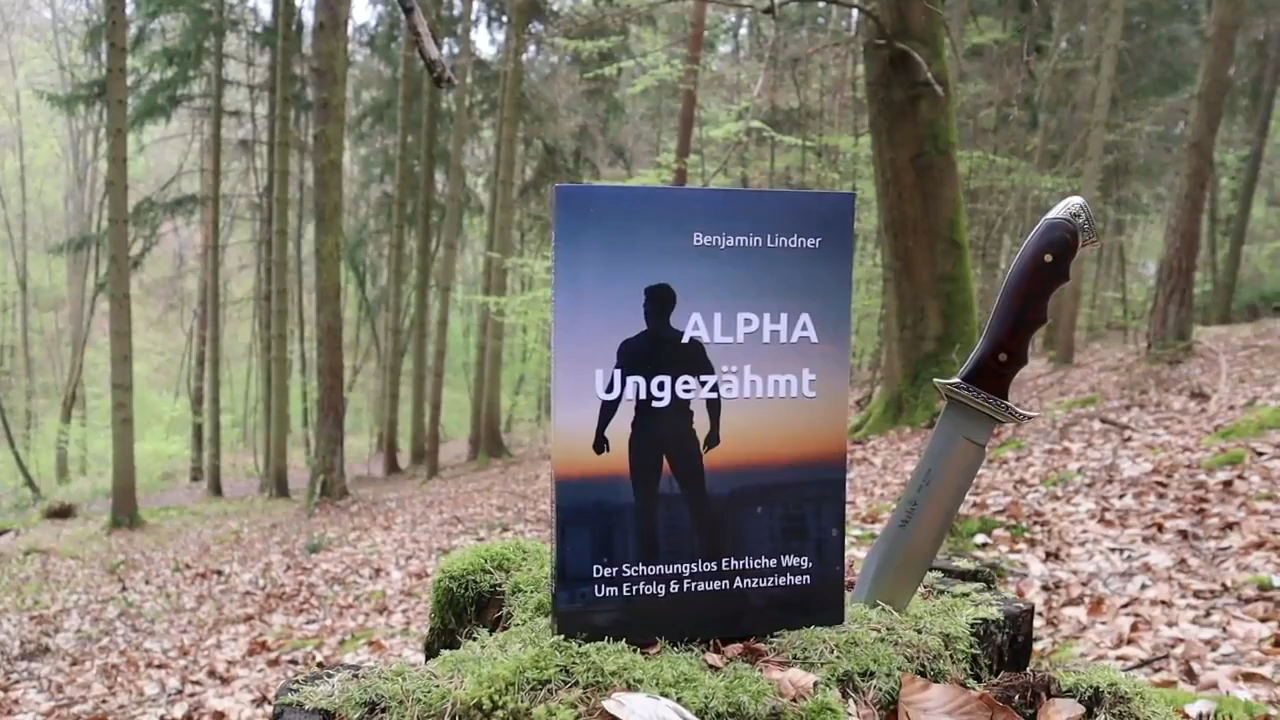 Benjamin Lindner
ALPHA
Ungezähmt
Der Schonungslos Ehrliche Weg,
Um Erfolg & Frauen Anzuziehen